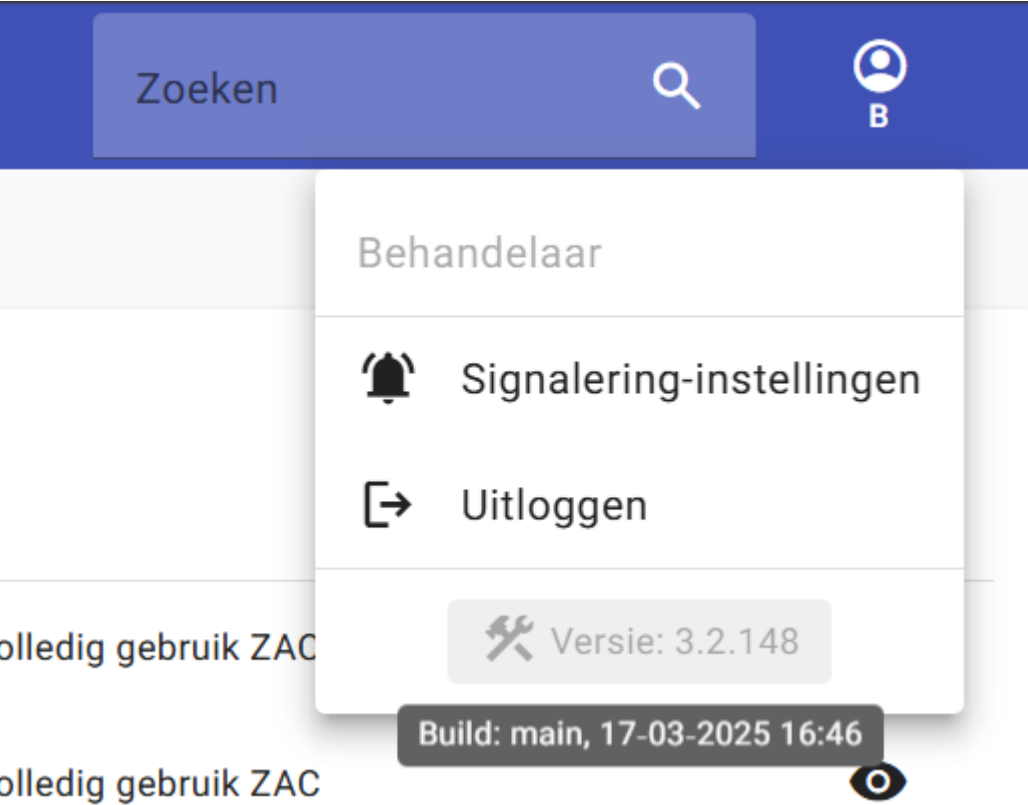 Zoeken
B
Behandelaar
Signalering-instellingen
Uitloggen
olledig gebruik ZAC
Versie: 3.2.148
Build: main, 17-03-2025 16:46
olledig gebruik ZAC